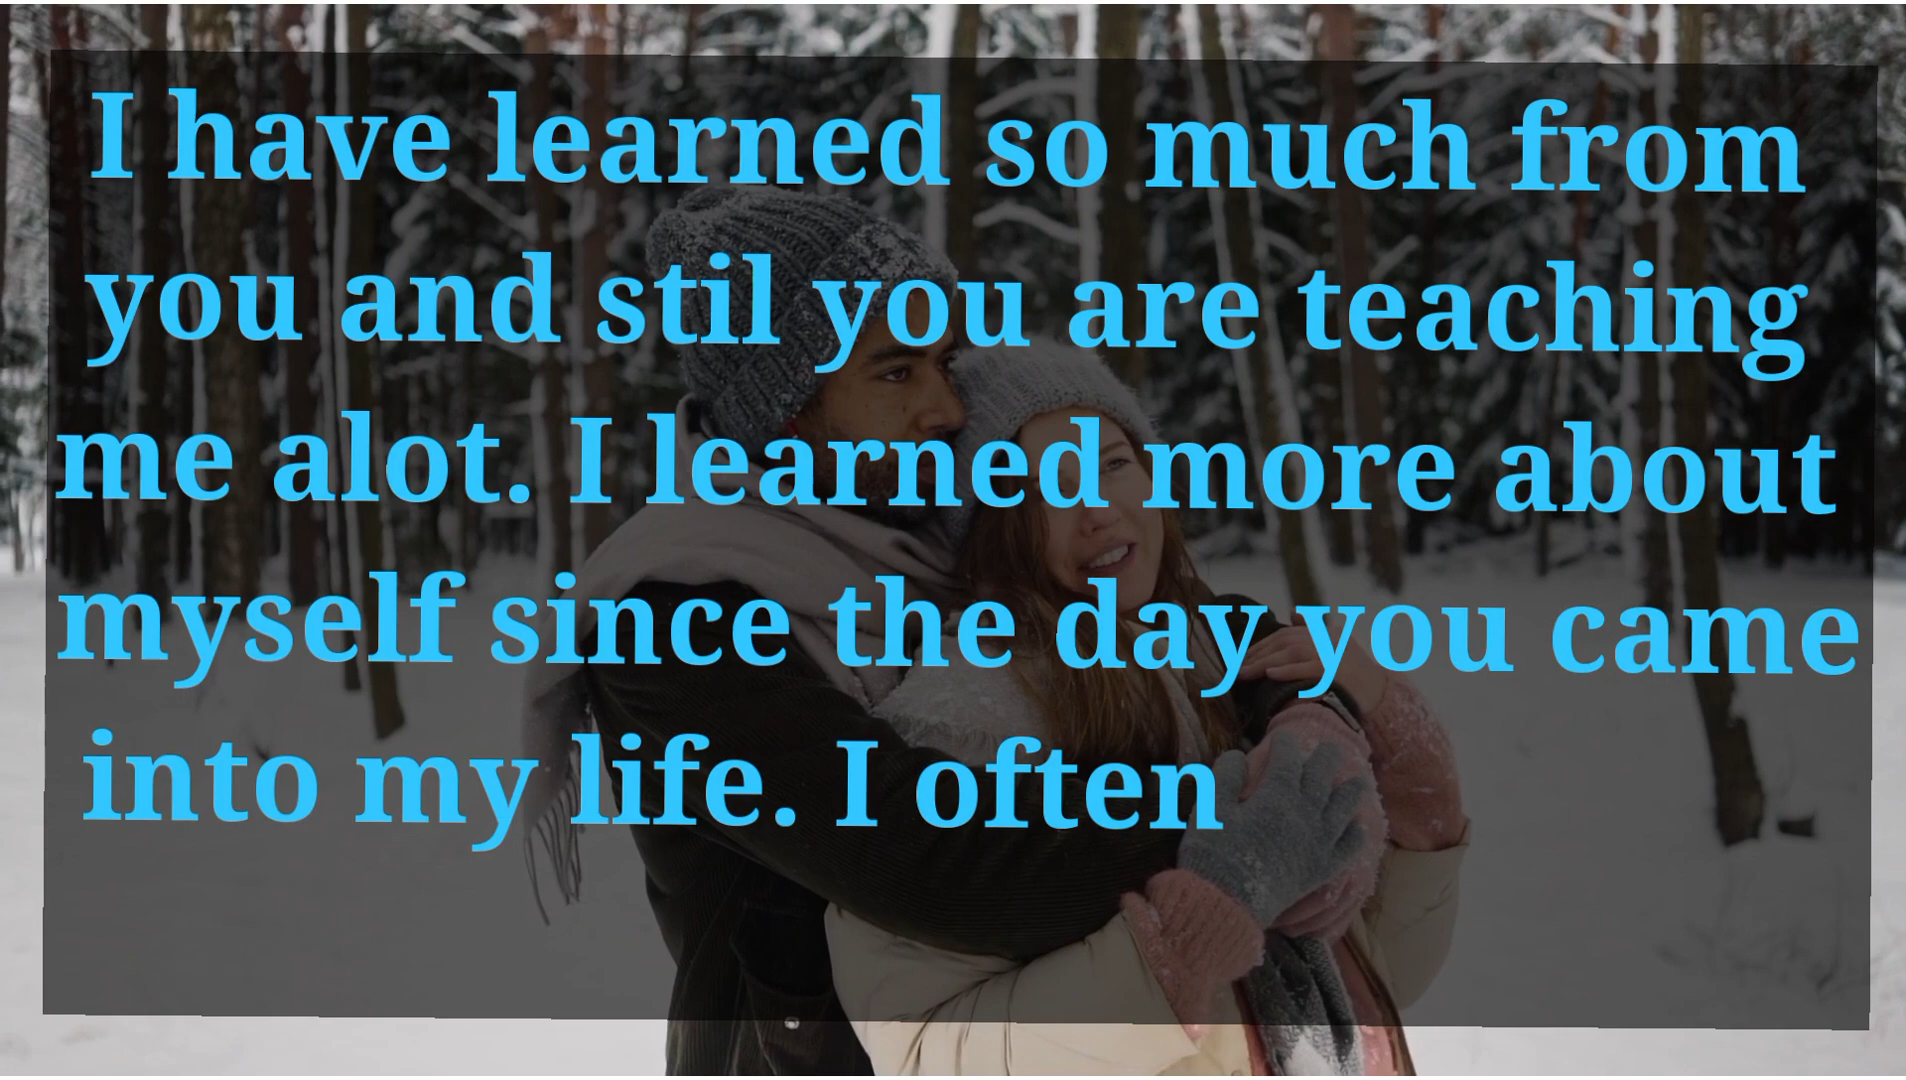 I have learned so much from
you and stil you are teaching
me alot. I learned more about
myself since the day you came
into my life. I often